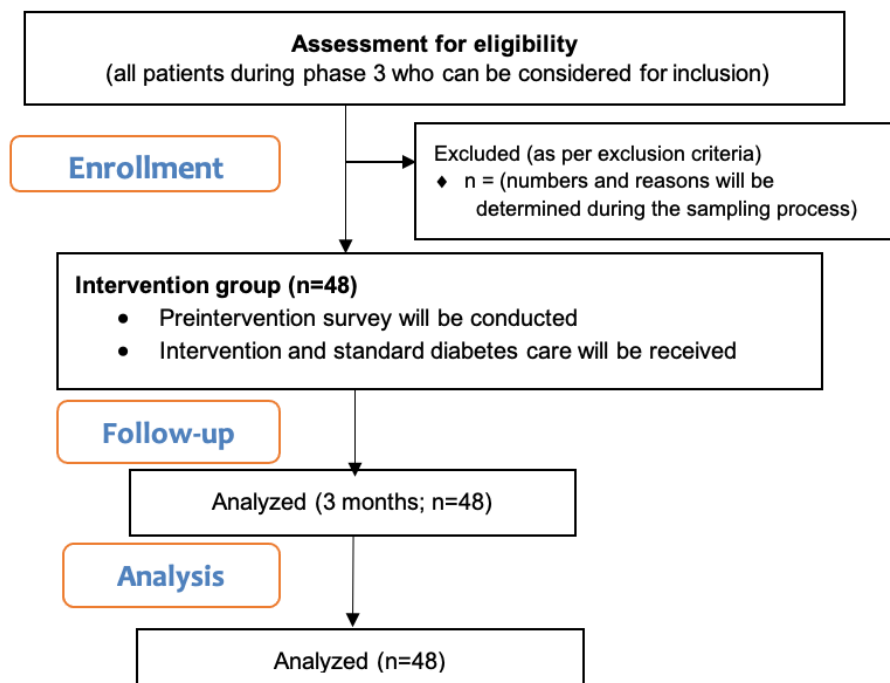 Assessment for eligibility
(all patients during phase 3 who can be considered for inclusion)
Enrollment
Excluded (as per exclusion criteria)
♦ n = (numbers and reasons will be
determined during the sampling process)
Intervention group (n=48)
• Preintervention survey will be conducted
• Intervention and standard diabetes care will be received
Follow-up
Analyzed (3 months; n=48)
Analysis
Analyzed (n=48)